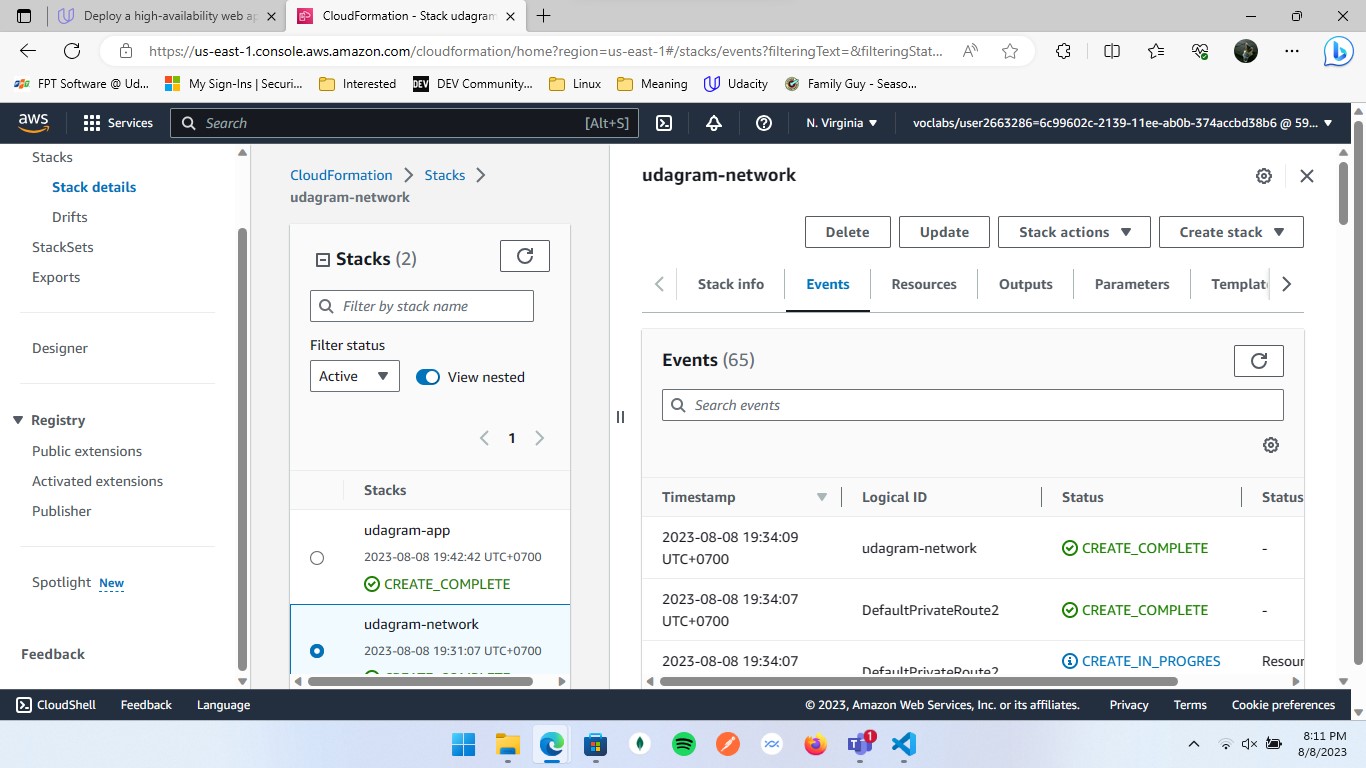 Deploy a high-availability web ap
CloudFormation - Stack udagram
https://us-east-1.console.aws.amazon.com/cloudformation/home?region=us-east-1#/stacks/events?filteringText=&filteringStat...
FPT Software @ Ud...
My Sign-Ins | Securi...
Interested
DEV
DEV Community...
Linux
Meaning
Udacity
Family Guy - Seaso...
aws
Services
Search
[Alt+S]
N. Virginia
voclabs/user2663286=6c99602c-2139-11ee-ab0b-374accbd38b6 @ 59...
Stacks
Stack details
Drifts
StackSets
Exports
Designer
Registry
Public extensions
Activated extensions
Publisher
Spotlight New
Feedback
CloudFormation
Stacks
udagram-network
Stacks (2)
Filter by stack name
Filter status
Active
View nested
1
Stacks
udagram-app
2023-08-08 19:42:42 UTC+0700
CREATE_COMPLETE
udagram-network
2023-08-08 19:31:07 UTC+0700
CREATE_COMPLETE
udagram-network
Delete
Update
Stack actions
Create stack
Stack info
Events
Resources
Outputs
Parameters
Templat
Events (65)
Search events
Timestamp
Logical ID
Status
Status
2023-08-08 19:34:09
UTC+0700
udagram-network
CREATE_COMPLETE
-
2023-08-08 19:34:07
UTC+0700
DefaultPrivateRoute2
CREATE_COMPLETE
-
2023-08-08 19:34:07
DefaultPrivateRoute2
CREATE_IN_PROGRES
Resour
CloudShell
Feedback
Language
© 2023, Amazon Web Services, Inc. or its affiliates.
Privacy
Terms
Cookie preferences
1
8:11 PM
8/8/2023